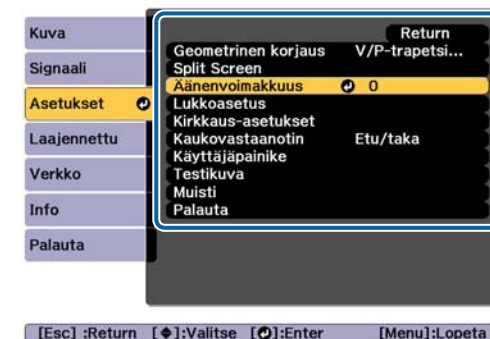 Kuva
Signaali
Asetukset
Laajennettu
Verkko
Info
Palauta
Return
Geometrinen korjaus V/P-trapetsi...
Split Screen
Äänenvoimakkuus 0
Lukkoasetus
Kirkkaus-asetukset
Kaukovastaanotin Etu/taka
Käyttäjäpainike
Testikuva
Muisti
Palauta
[Esc] :Return [◆]:Valitse [⏎]:Enter [Menu]:Lopeta